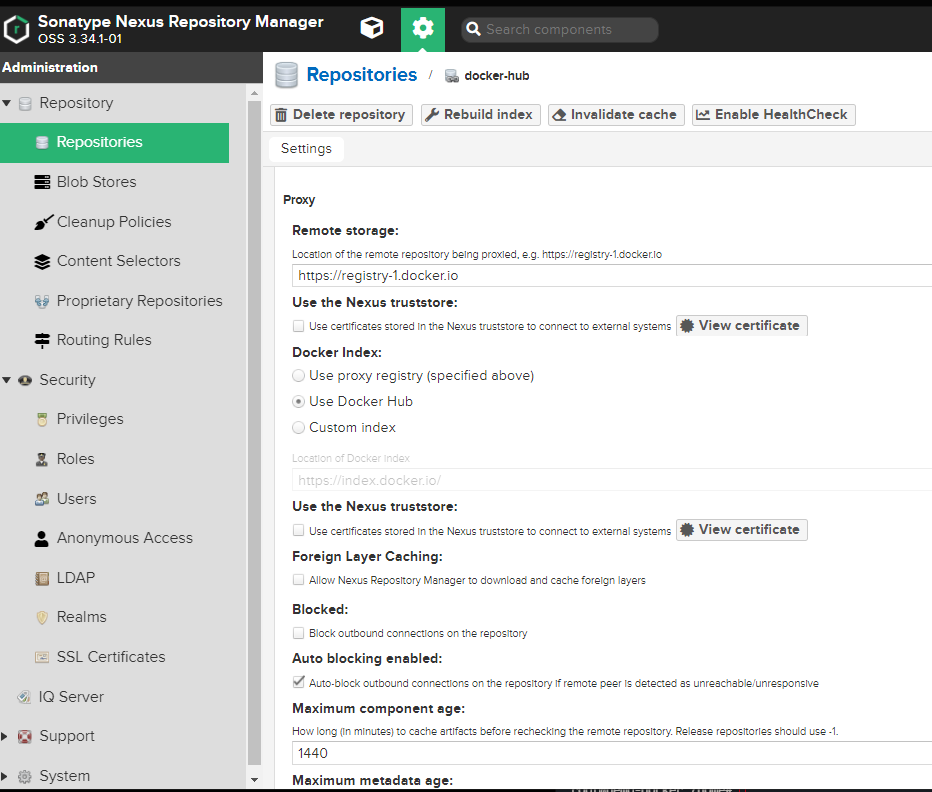 Sonatype Nexus Repository Manager
OSS 3.34.1-01
Search components
Administration
Repository
Repositories
Blob Stores
Cleanup Policies
Content Selectors
Proprietary Repositories
Routing Rules
Security
Privileges
Roles
Users
Anonymous Access
LDAP
Realms
SSL Certificates
IQ Server
Support
System
Repositories / docker-hub
Delete repository Rebuild index Invalidate cache Enable HealthCheck
Settings
Proxy
Remote storage:
Location of the remote repository being proxied, e.g. https://registry-1.docker.io
https://registry-1.docker.io
Use the Nexus truststore:
Use certificates stored in the Nexus truststore to connect to external systems View certificate
Docker Index:
Use proxy registry (specified above)
Use Docker Hub
Custom index
Location of Docker Index
https://index.docker.io/
Use the Nexus truststore:
Use certificates stored in the Nexus truststore to connect to external systems View certificate
Foreign Layer Caching:
Allow Nexus Repository Manager to download and cache foreign layers
Blocked:
Block outbound connections on the repository
Auto blocking enabled:
Auto-block outbound connections on the repository if remote peer is detected as unreachable/unresponsive
Maximum component age:
How long (in minutes) to cache artifacts before rechecking the remote repository. Release repositories should use -1.
1440
Maximum metadata age: